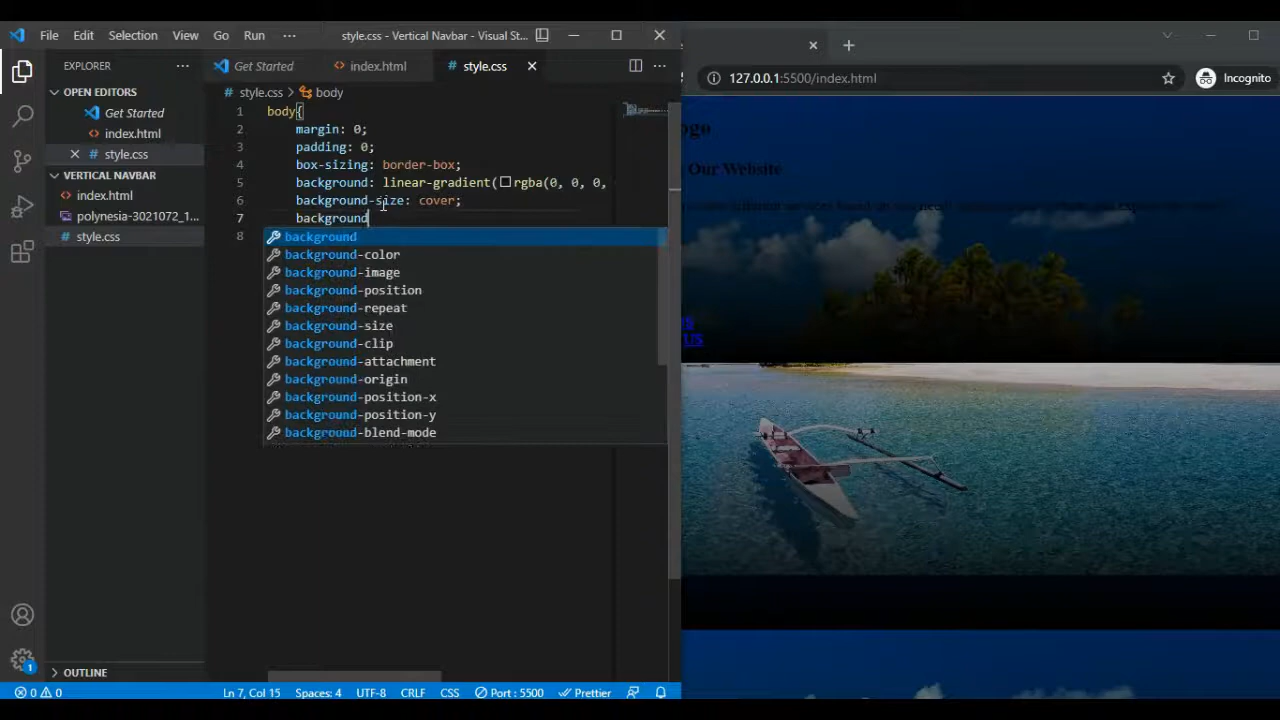 File Edit Selection View Go Run ··· style.css - Vertical Navbar - Visual St...
EXPLORER ···
OPEN EDITORS
Get Started
index.html
style.css
VERTICAL NAVBAR
index.html
polynesia-3021072_1...
style.css
OUTLINE
Get Started index.html # style.css
# style.css > body
1 body{
2 margin: 0;
3 padding: 0;
4 box-sizing: border-box;
5 background: linear-gradient(rgba(0, 0, 0,
6 background-size: cover;
7 background
8
background
background-color
background-image
background-position
background-repeat
background-size
background-clip
background-attachment
background-origin
background-position-x
background-position-y
background-blend-mode
1
0 0 Ln 7, Col 15 Spaces: 4 UTF-8 CRLF CSS Port : 5500 Prettier
127.0.0.1:5500/index.html Incognito
ogo
Our Website
US